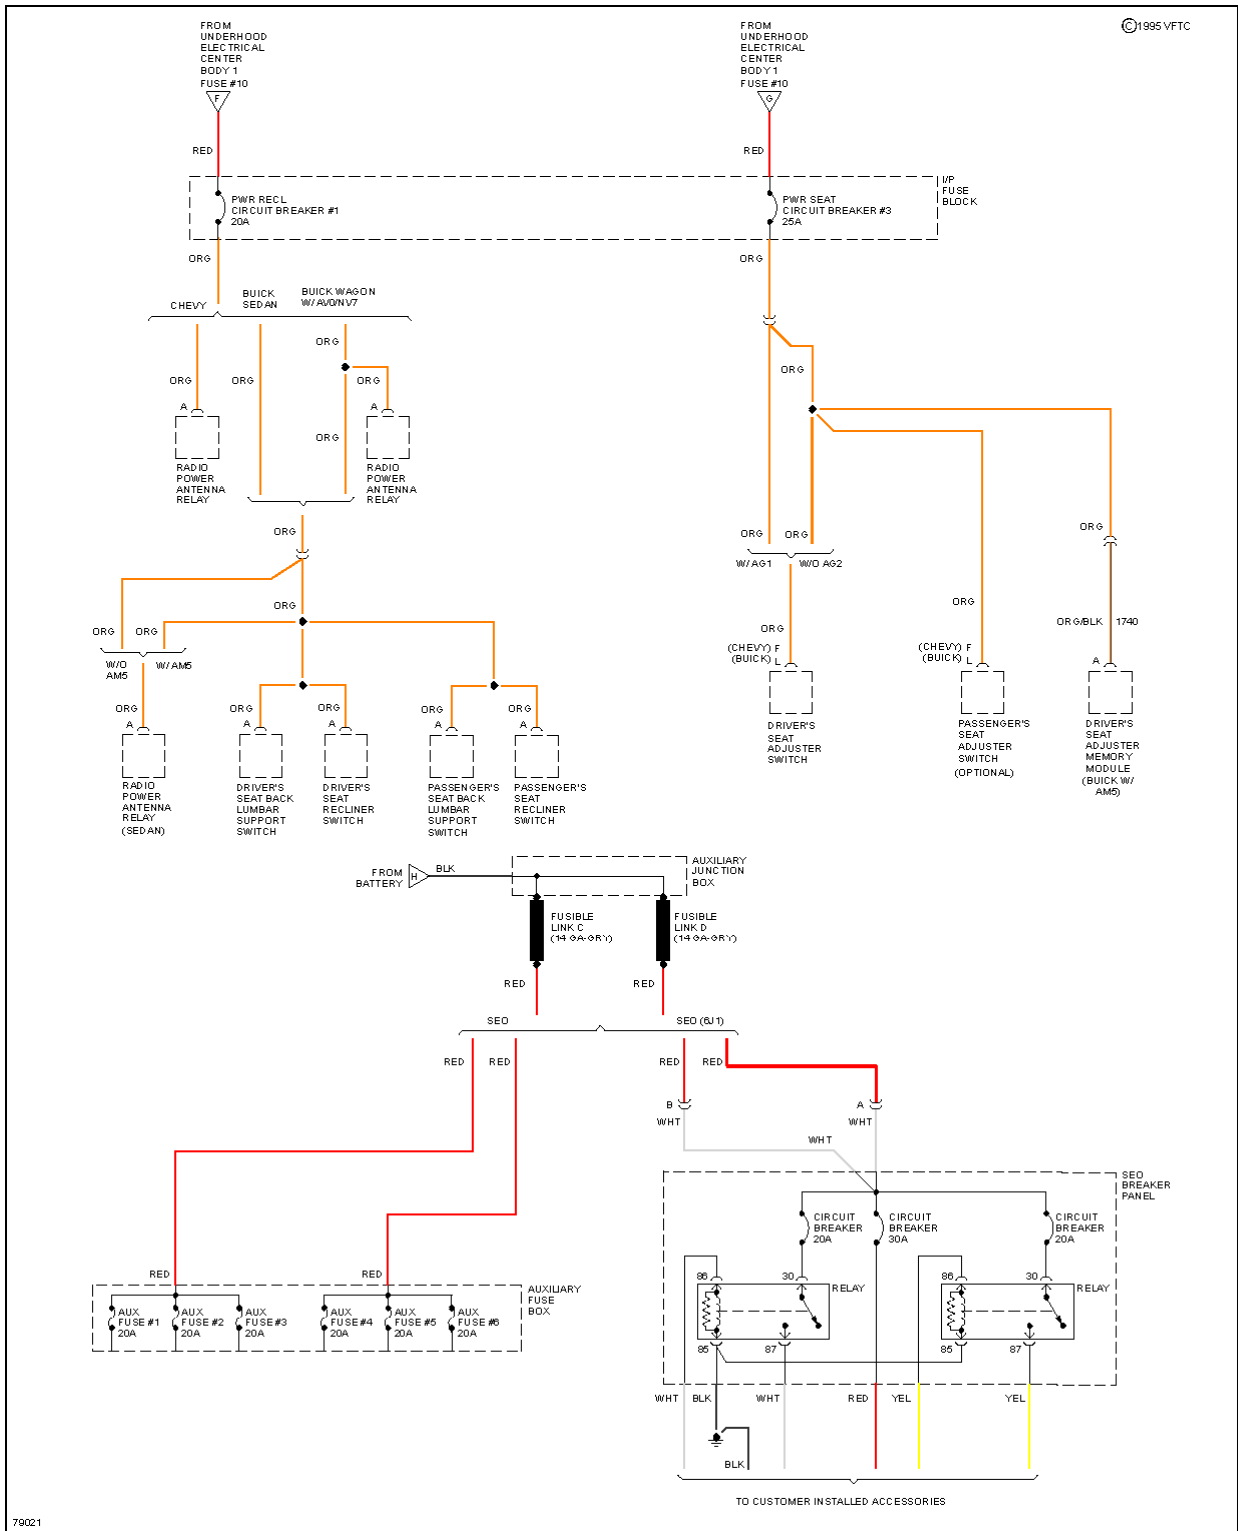 FROM
UNDERHOOD
ELECTRICAL
CENTER
BODY 1
FUSE #10
F
RED
FROM
UNDERHOOD
ELECTRICAL
CENTER
BODY 1
FUSE #10
G
RED
(C) 1995 VFTC
I/P
FUSE
BLOCK
PWR RECL
CIRCUIT BREAKER #1
20A
PWR SEAT
CIRCUIT BREAKER #3
25A
ORG
ORG
CHEVY
BUICK
SEDAN
BUICK WAGON
W/AV0/NV7
ORG
ORG
ORG
ORG
ORG
A
A
RADIO
POWER
ANTENNA
RELAY
RADIO
POWER
ANTENNA
RELAY
ORG
ORG
ORG
ORG
W/O
AM5
W/AM5
ORG
A
ORG
A
ORG
A
ORG
A
ORG
A
RADIO
POWER
ANTENNA
RELAY
(SEDAN)
DRIVER'S
SEAT BACK
LUMBAR
SUPPORT
SWITCH
DRIVER'S
SEAT
RECLINER
SWITCH
PASSENGER'S
SEAT BACK
LUMBAR
SUPPORT
SWITCH
PASSENGER'S
SEAT
RECLINER
SWITCH
ORG
ORG
ORG
W/AG1
W/O AG2
ORG
(CHEVY) F
(BUICK) L
DRIVER'S
SEAT
ADJUSTER
SWITCH
ORG
(CHEVY) F
(BUICK) L
PASSENGER'S
SEAT
ADJUSTER
SWITCH
(OPTIONAL)
ORG
ORG/BLK 1740
A
DRIVER'S
SEAT
ADJUSTER
MEMORY
MODULE
(BUICK W/
AM5)
FROM
BATTERY
H
BLK
AUXILIARY
JUNCTION
BOX
FUSIBLE
LINK C
(14 GA-GRY)
FUSIBLE
LINK D
(14 GA-GRY)
RED
RED
SEO
SEO (6J1)
RED
RED
RED
RED
B
A
WHT
WHT
WHT
SEO
BREAKER
PANEL
CIRCUIT
BREAKER
20A
CIRCUIT
BREAKER
30A
CIRCUIT
BREAKER
20A
86
30
RELAY
86
30
RELAY
85
87
85
87
RED
RED
AUXILIARY
FUSE
BOX
AUX
FUSE #1
20A
AUX
FUSE #2
20A
AUX
FUSE #3
20A
AUX
FUSE #4
20A
AUX
FUSE #5
20A
AUX
FUSE #6
20A
WHT
BLK
WHT
RED
YEL
YEL
BLK
TO CUSTOMER INSTALLED ACCESSORIES
79021